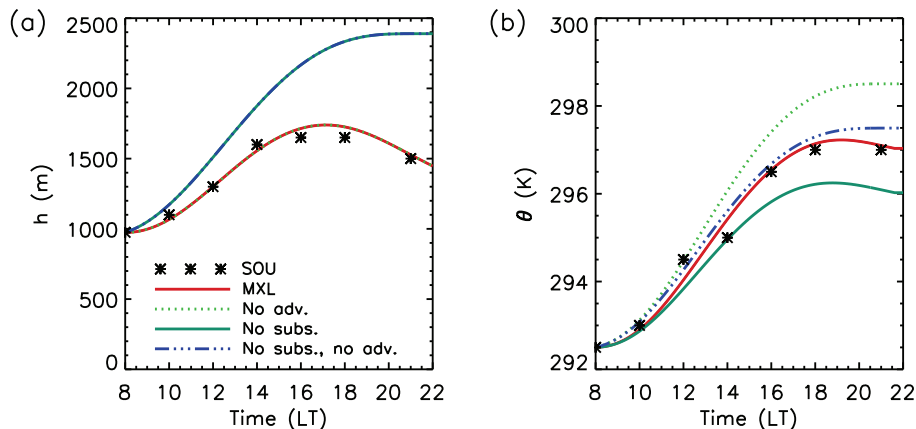 (a)
h (m)
2500
2000
1500
1000
500
0
SOU
MXL
No adv.
No subs.
No subs., no adv.
8 10 12 14 16 18 20 22
Time (LT)
(b)
θ (K)
300
298
296
294
292
8 10 12 14 16 18 20 22
Time (LT)